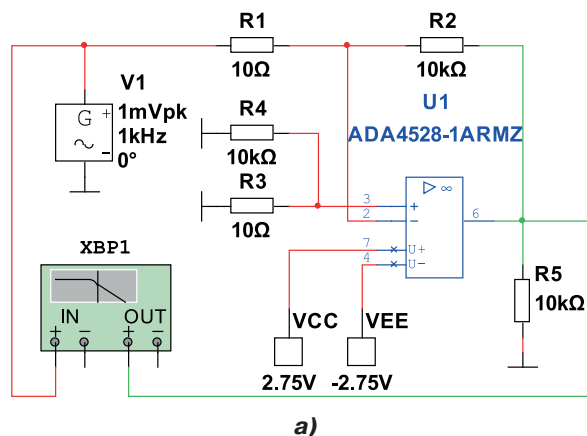 R1
10Ω
R2
10kΩ
V1
G
1mVpk
1kHz
0°
R4
10kΩ
R3
10Ω
U1
ADA4528-1ARMZ
▷ ∞
3
+
2
−
6
7
U+
4
U−
XBP1
IN
OUT
+
−
+
−
VCC
2.75V
VEE
-2.75V
R5
10kΩ
а)